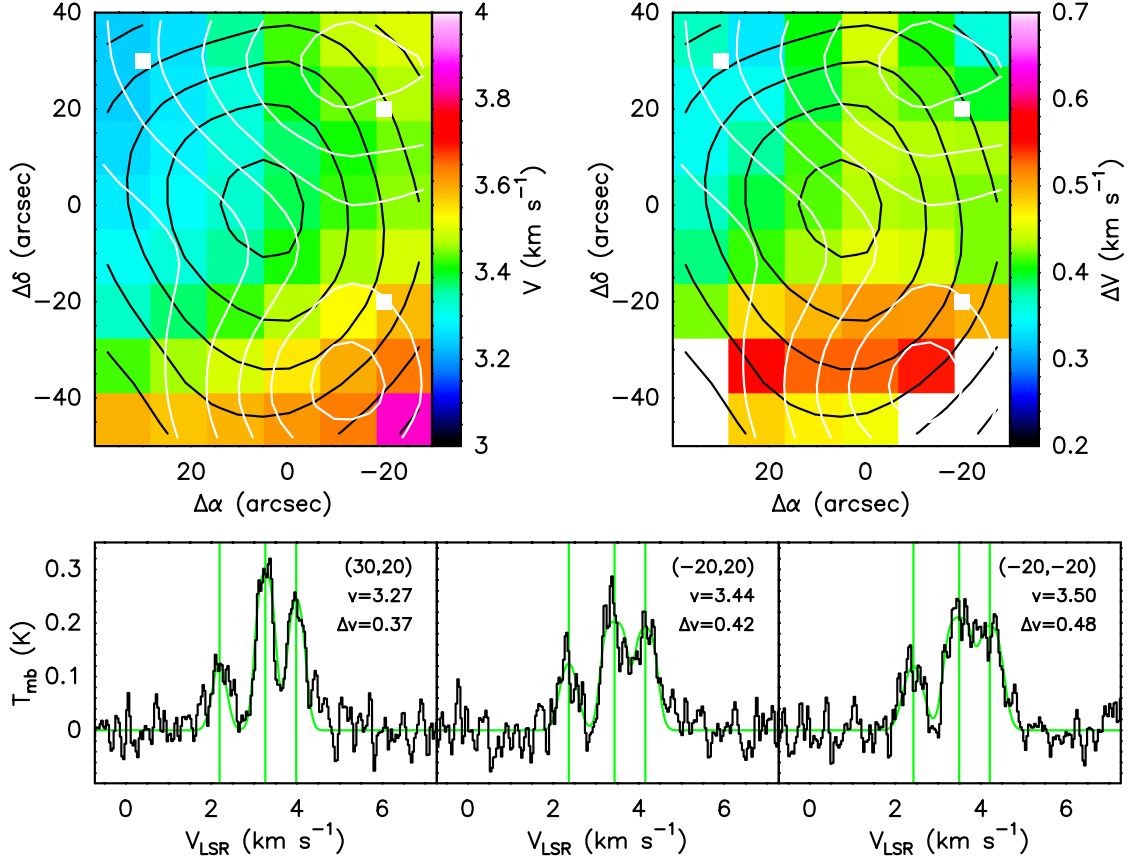 40
20
0
−20
−40
Δδ (arcsec)
20
0
−20
Δα (arcsec)
4
3.8
3.6
3.4
3.2
3
V (km s⁻¹)
40
20
0
−20
−40
Δδ (arcsec)
20
0
−20
Δα (arcsec)
0.7
0.6
0.5
0.4
0.3
0.2
ΔV (km s⁻¹)
0.3
0.2
0.1
0
T_mb (K)
(30,20)
v=3.27
Δv=0.37
0
2
4
6
V_LSR (km s⁻¹)
(−20,20)
v=3.44
Δv=0.42
0
2
4
6
V_LSR (km s⁻¹)
(−20,−20)
v=3.50
Δv=0.48
0
2
4
6
V_LSR (km s⁻¹)